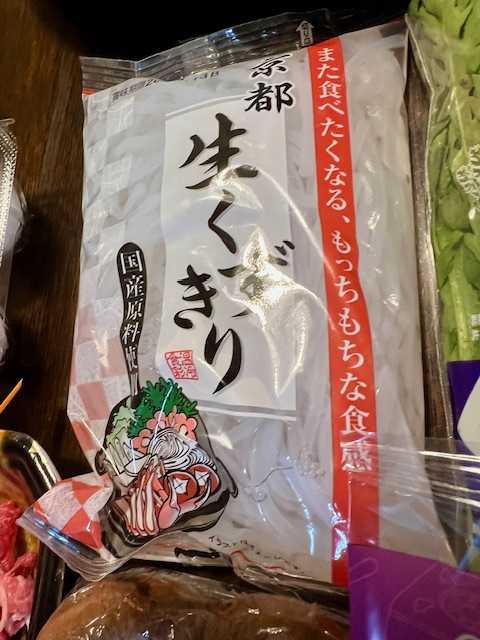 京都
生くずきり
また食べたくなる、もっちもちな食感
国産原料使用